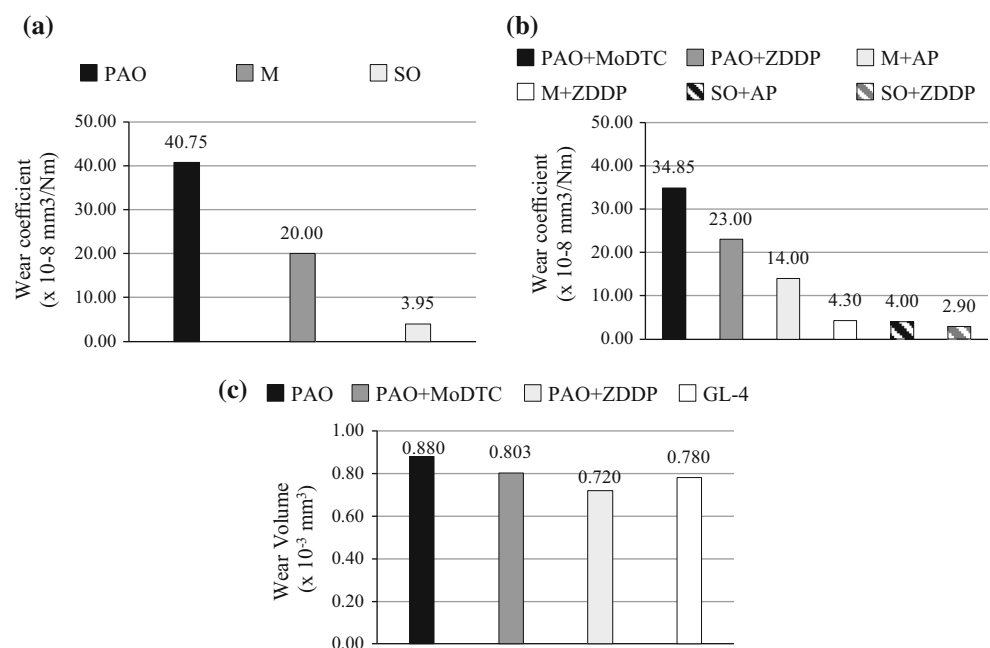 (a)
PAO M SO
Wear coefficient
(x 10-8 mm3/Nm)
50.00
40.00
30.00
20.00
10.00
0.00
40.75
20.00
3.95
(b)
PAO+MoDTC PAO+ZDDP M+AP
M+ZDDP SO+AP SO+ZDDP
Wear coefficient
(x 10-8 mm3/Nm)
50.00
40.00
30.00
20.00
10.00
0.00
34.85
23.00
14.00
4.30
4.00
2.90
(c) PAO PAO+MoDTC PAO+ZDDP GL-4
Wear Volume
(x 10⁻³ mm³)
1.00
0.80
0.60
0.40
0.20
0.00
0.880
0.803
0.720
0.780